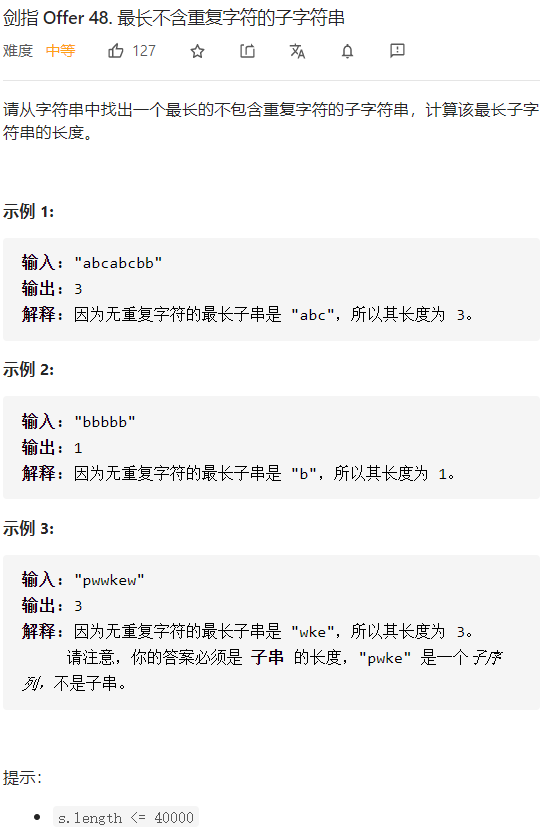 剑指 Offer 48. 最长不含重复字符的子字符串
难度 中等 127
请从字符串中找出一个最长的不包含重复字符的子字符串，计算该最长子字
符串的长度。
示例 1:
输入: "abcabcbb"
输出: 3
解释: 因为无重复字符的最长子串是 "abc"，所以其长度为 3。
示例 2:
输入: "bbbbb"
输出: 1
解释: 因为无重复字符的最长子串是 "b"，所以其长度为 1。
示例 3:
输入: "pwwkew"
输出: 3
解释: 因为无重复字符的最长子串是 "wke"，所以其长度为 3。
请注意，你的答案必须是 子串 的长度，"pwke" 是一个子序
列，不是子串。
提示：
• s.length <= 40000